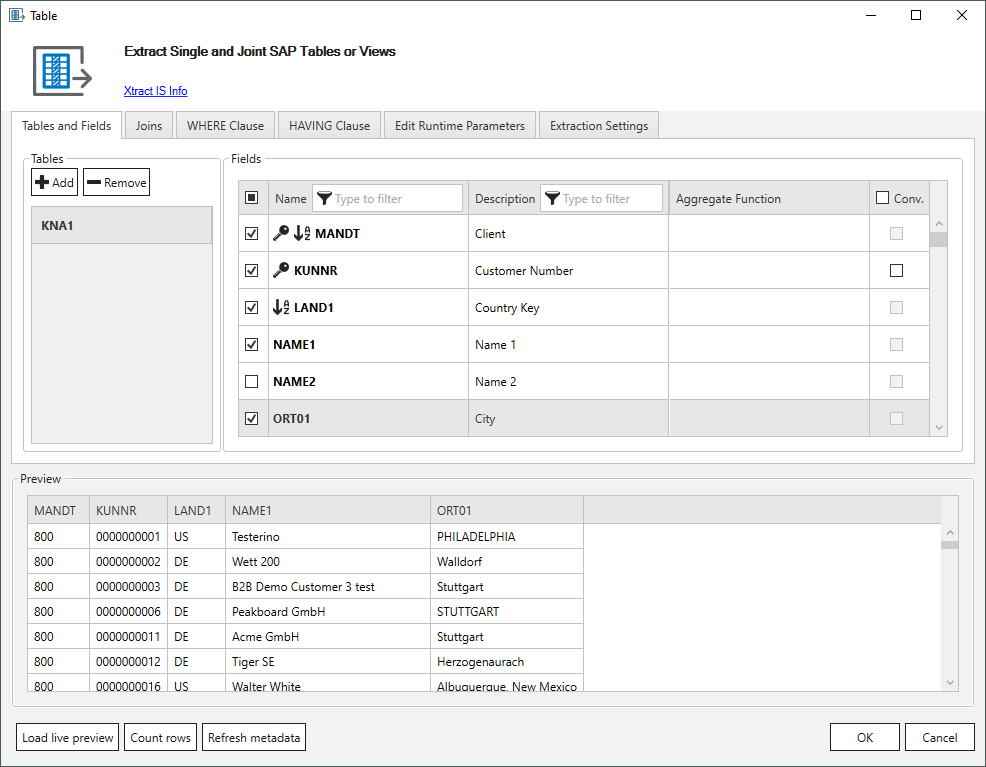 Table
Extract Single and Joint SAP Tables or Views
Xtract IS Info
Tables and Fields Joins WHERE Clause HAVING Clause Edit Runtime Parameters Extraction Settings
Tables
Add Remove
KNA1
Fields
Name Type to filter Description Type to filter Aggregate Function Conv.
MANDT Client
KUNNR Customer Number
LAND1 Country Key
NAME1 Name 1
NAME2 Name 2
ORT01 City
Preview
MANDT KUNNR LAND1 NAME1 ORT01
800 0000000001 US Testerino PHILADELPHIA
800 0000000002 DE Wett 200 Walldorf
800 0000000003 DE B2B Demo Customer 3 test Stuttgart
800 0000000006 DE Peakboard GmbH STUTTGART
800 0000000011 DE Acme GmbH Stuttgart
800 0000000012 DE Tiger SE Herzogenaurach
800 0000000016 US Walter White Albuquerque, New Mexico
Load live preview Count rows Refresh metadata OK Cancel